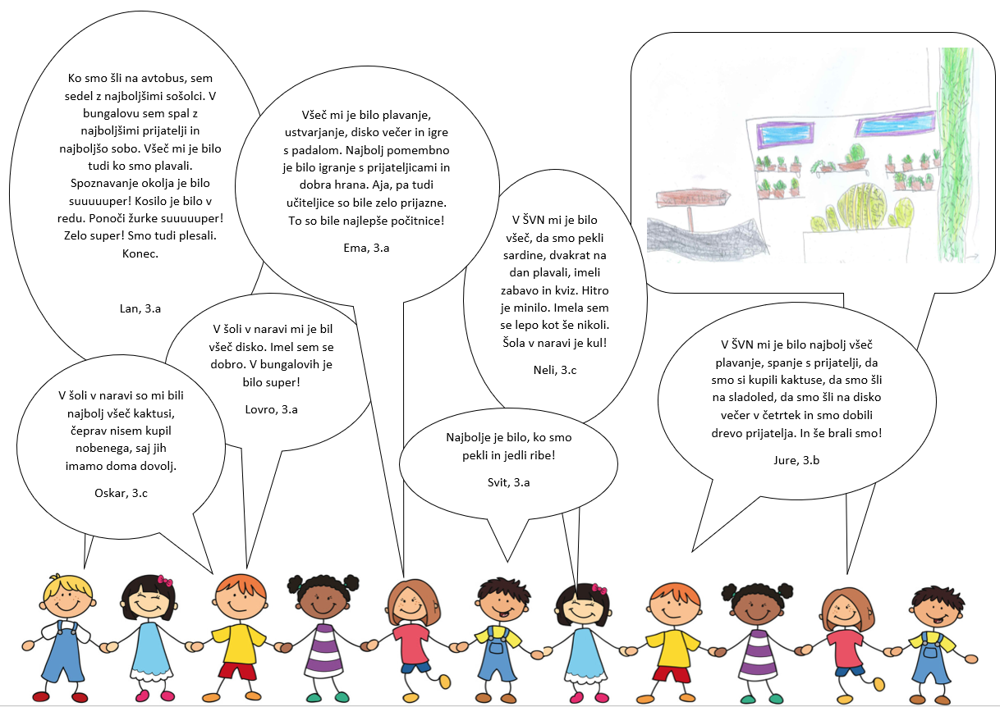 Ko smo šli na avtobus, sem
sedel z najboljšimi sošolci. V
bungalovu sem spal z
najboljšimi prijatelji in
najboljšo sobo. Všeč mi je bilo
tudi ko smo plavali.
Spoznavanje okolja je bilo
suuuuuper! Kosilo je bilo v
redu. Ponoči žurke suuuuuper!
Zelo super! Smo tudi plesali.
Konec.
Lan, 3.a
Všeč mi je bilo plavanje,
ustvarjanje, disko večer in igre
s padalom. Najbolj pomembno
je bilo igranje s prijateljicami in
dobra hrana. Aja, pa tudi
učiteljice so bile zelo prijazne.
To so bile najlepše počitnice!
Ema, 3.a
V ŠVN mi je bilo
všeč, da smo pekli
sardine, dvakrat na
dan plavali, imeli
zabavo in kviz. Hitro
je minilo. Imela sem
se lepo kot še nikoli.
Šola v naravi je kul!
Neli, 3.c
V šoli v naravi mi je bil
všeč disko. Imel sem se
dobro. V bungalovih je
bilo super!
Lovro, 3.a
V šoli v naravi so mi bili
najbolj všeč kaktusi,
čeprav nisem kupil
nobenega, saj jih
imamo doma dovolj.
Oskar, 3.c
Najbolje je bilo, ko smo
pekli in jedli ribe!
Svit, 3.a
V ŠVN mi je bilo najbolj všeč
plavanje, spanje s prijatelji, da
smo si kupili kaktuse, da smo šli
na sladoled, da smo šli na disko
večer v četrtek in smo dobili
drevo prijatelja. In še brali smo!
Jure, 3.b